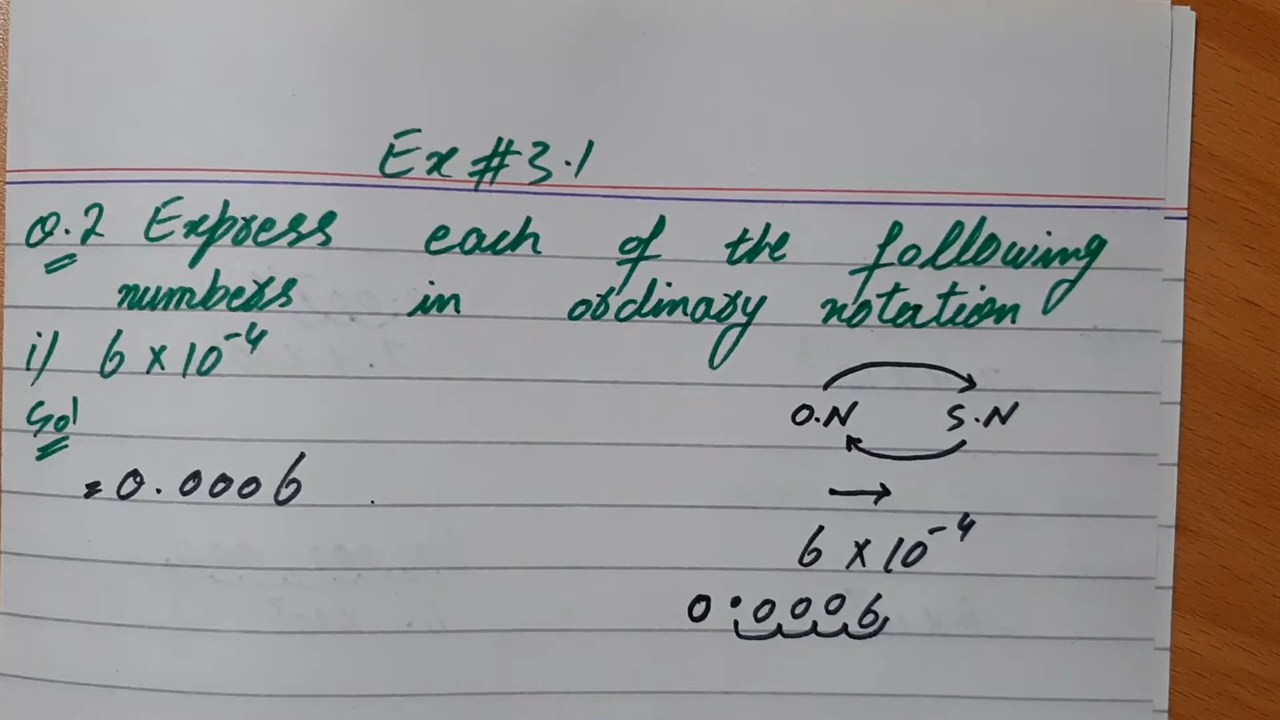 Ex #3.1
Q.2 Express each of the following
numbers in ordinary notation
i) 6 × 10⁻⁴
Sol
= 0.0006
O.N S.N
6 × 10⁻⁴
0.0006